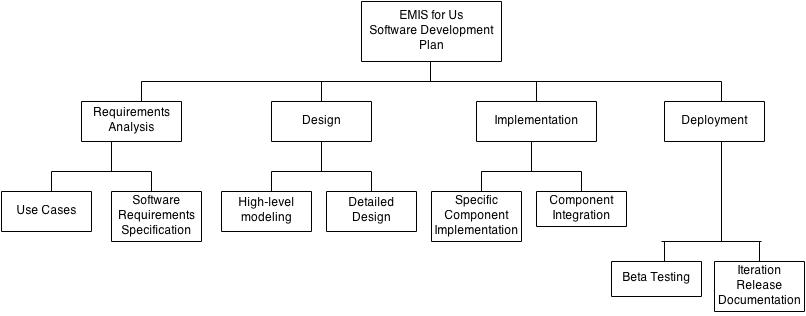 EMIS for Us
Software Development
Plan
Requirements
Analysis
Design
Implementation
Deployment
Use Cases
Software
Requirements
Specification
High-level
modeling
Detailed
Design
Specific
Component
Implementation
Component
Integration
Beta Testing
Iteration
Release
Documentation